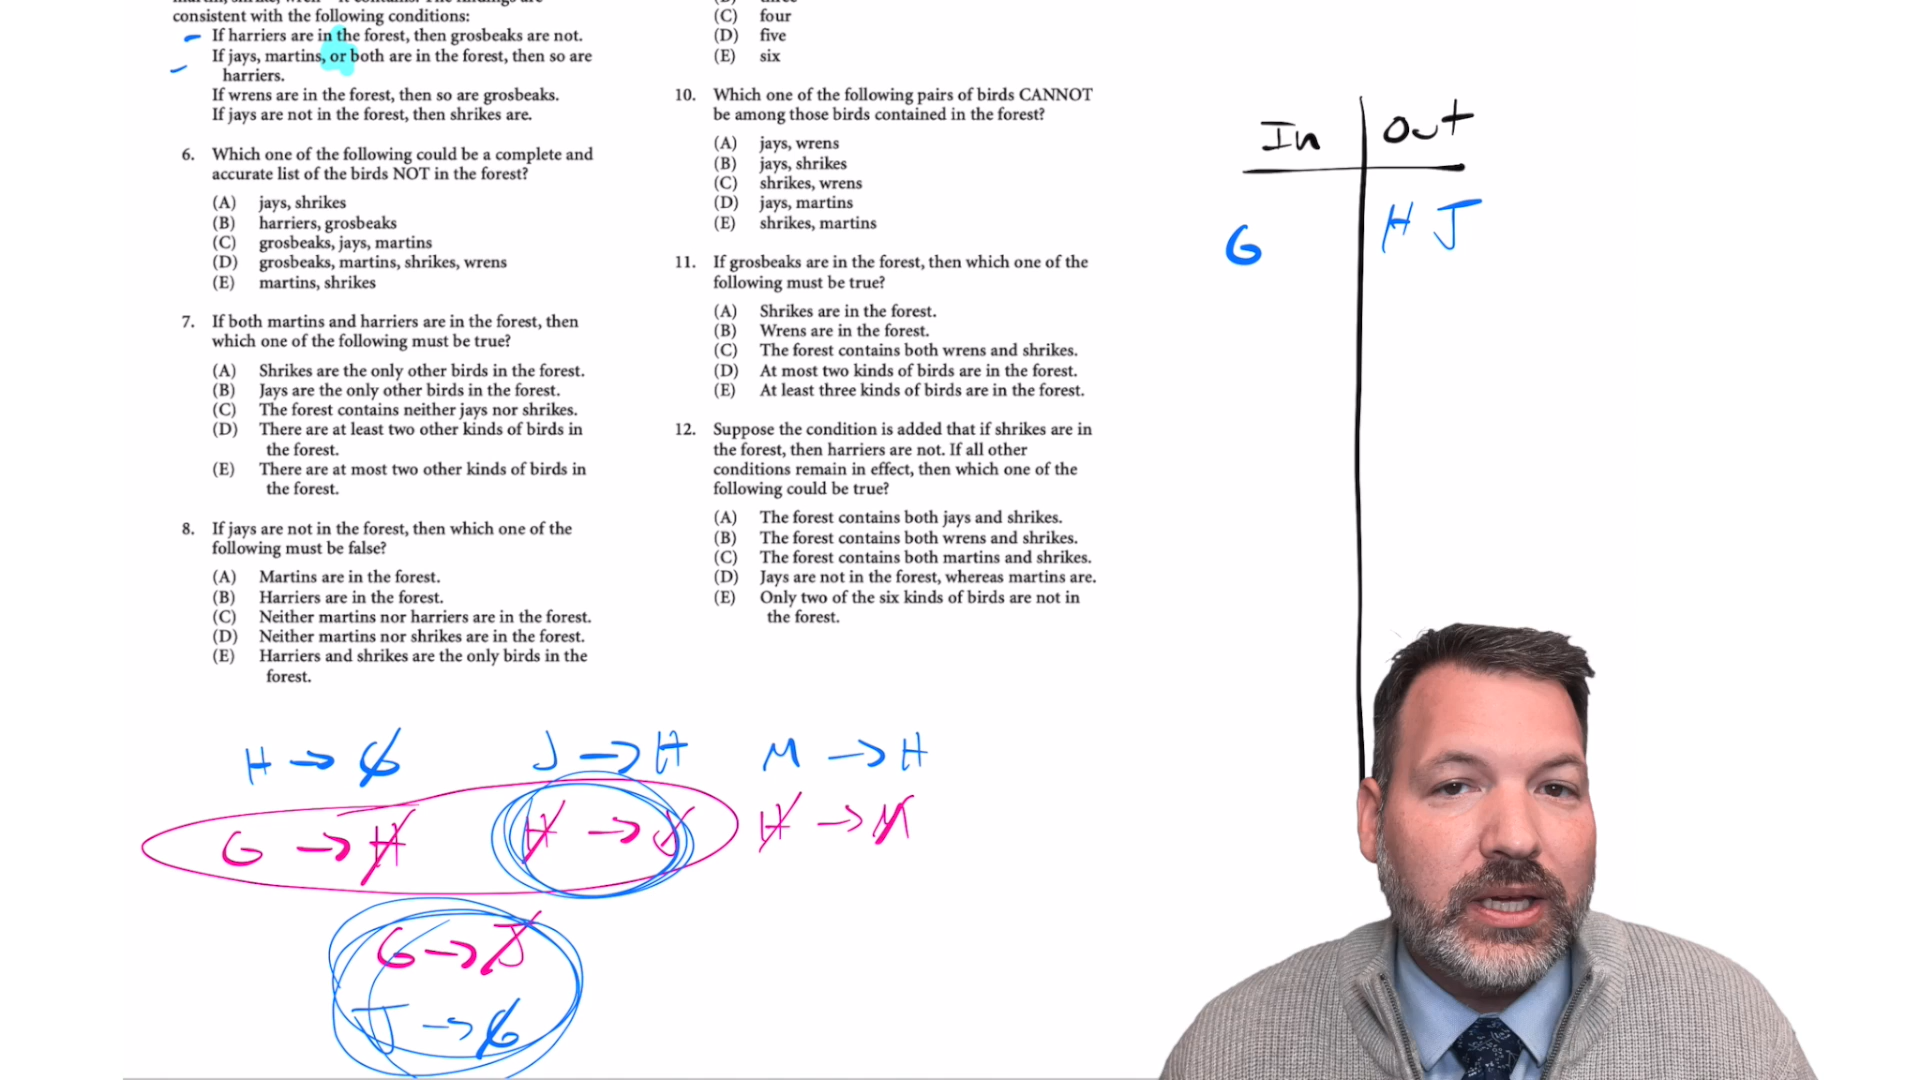 consistent with the following conditions:
If harriers are in the forest, then grosbeaks are not.
If jays, martins, or both are in the forest, then so are
harriers.
If wrens are in the forest, then so are grosbeaks.
If jays are not in the forest, then shrikes are.
6. Which one of the following could be a complete and
accurate list of the birds NOT in the forest?
(A) jays, shrikes
(B) harriers, grosbeaks
(C) grosbeaks, jays, martins
(D) grosbeaks, martins, shrikes, wrens
(E) martins, shrikes
7. If both martins and harriers are in the forest, then
which one of the following must be true?
(A) Shrikes are the only other birds in the forest.
(B) Jays are the only other birds in the forest.
(C) The forest contains neither jays nor shrikes.
(D) There are at least two other kinds of birds in
the forest.
(E) There are at most two other kinds of birds in
the forest.
8. If jays are not in the forest, then which one of the
following must be false?
(A) Martins are in the forest.
(B) Harriers are in the forest.
(C) Neither martins nor harriers are in the forest.
(D) Neither martins nor shrikes are in the forest.
(E) Harriers and shrikes are the only birds in the
forest.
(C) four
(D) five
(E) six
10. Which one of the following pairs of birds CANNOT
be among those birds contained in the forest?
(A) jays, wrens
(B) jays, shrikes
(C) shrikes, wrens
(D) jays, martins
(E) shrikes, martins
11. If grosbeaks are in the forest, then which one of the
following must be true?
(A) Shrikes are in the forest.
(B) Wrens are in the forest.
(C) The forest contains both wrens and shrikes.
(D) At most two kinds of birds are in the forest.
(E) At least three kinds of birds are in the forest.
12. Suppose the condition is added that if shrikes are in
the forest, then harriers are not. If all other
conditions remain in effect, then which one of the
following could be true?
(A) The forest contains both jays and shrikes.
(B) The forest contains both wrens and shrikes.
(C) The forest contains both martins and shrikes.
(D) Jays are not in the forest, whereas martins are.
(E) Only two of the six kinds of birds are not in
the forest.
In Out
G H J
H → G̸ J → H M → H
G → H̸ H̸ → J̸ H̸ → M̸
G → J̸
J → G̸